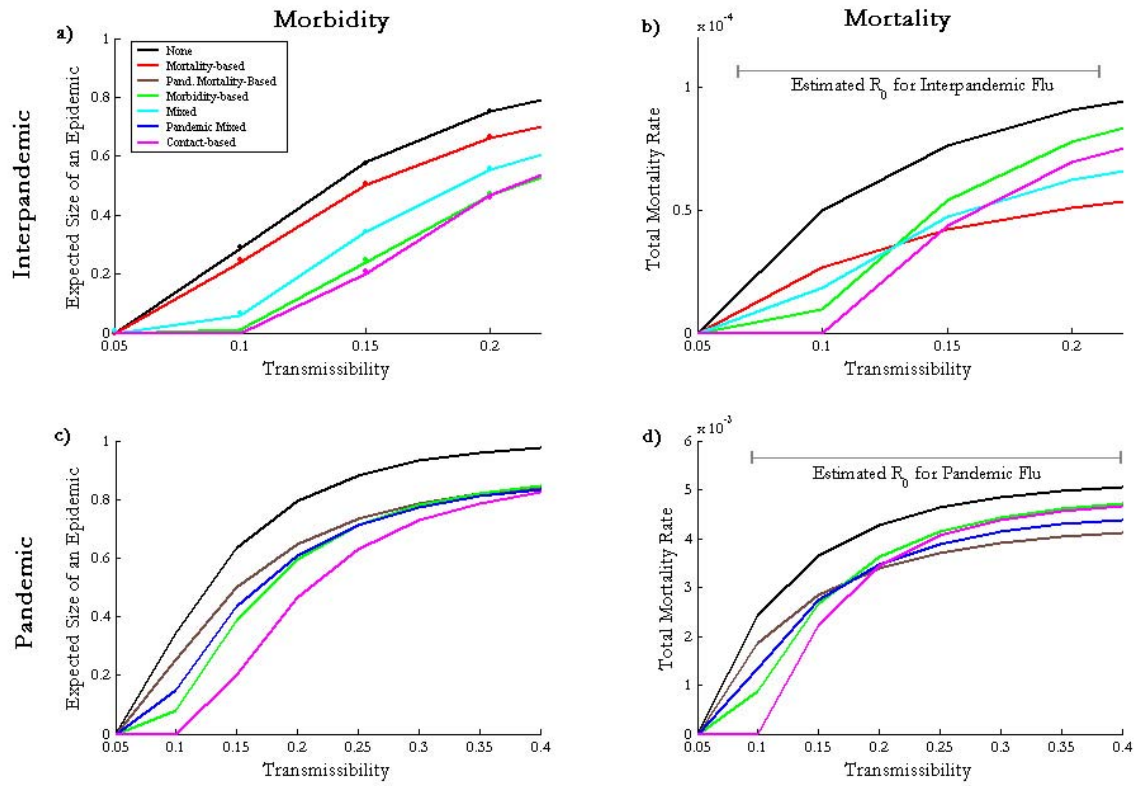 Morbidity
Mortality
Interpandemic
Pandemic
a)
None
Mortality-based
Pand. Mortality-Based
Morbidity-based
Mixed
Pandemic Mixed
Contact-based
Expected Size of an Epidemic
1
0.8
0.6
0.4
0.2
0
0.05
0.1
0.15
0.2
Transmissibility
b)
x 10-4
Estimated R0 for Interpandemic Flu
Total Mortality Rate
1
0.5
0
0.05
0.1
0.15
0.2
Transmissibility
c)
Expected Size of an Epidemic
1
0.8
0.6
0.4
0.2
0
0.05
0.1
0.15
0.2
0.25
0.3
0.35
0.4
Transmissibility
d)
x 10-3
Estimated R0 for Pandemic Flu
Total Mortality Rate
6
5
4
3
2
1
0
0.05
0.1
0.15
0.2
0.25
0.3
0.35
0.4
Transmissibility